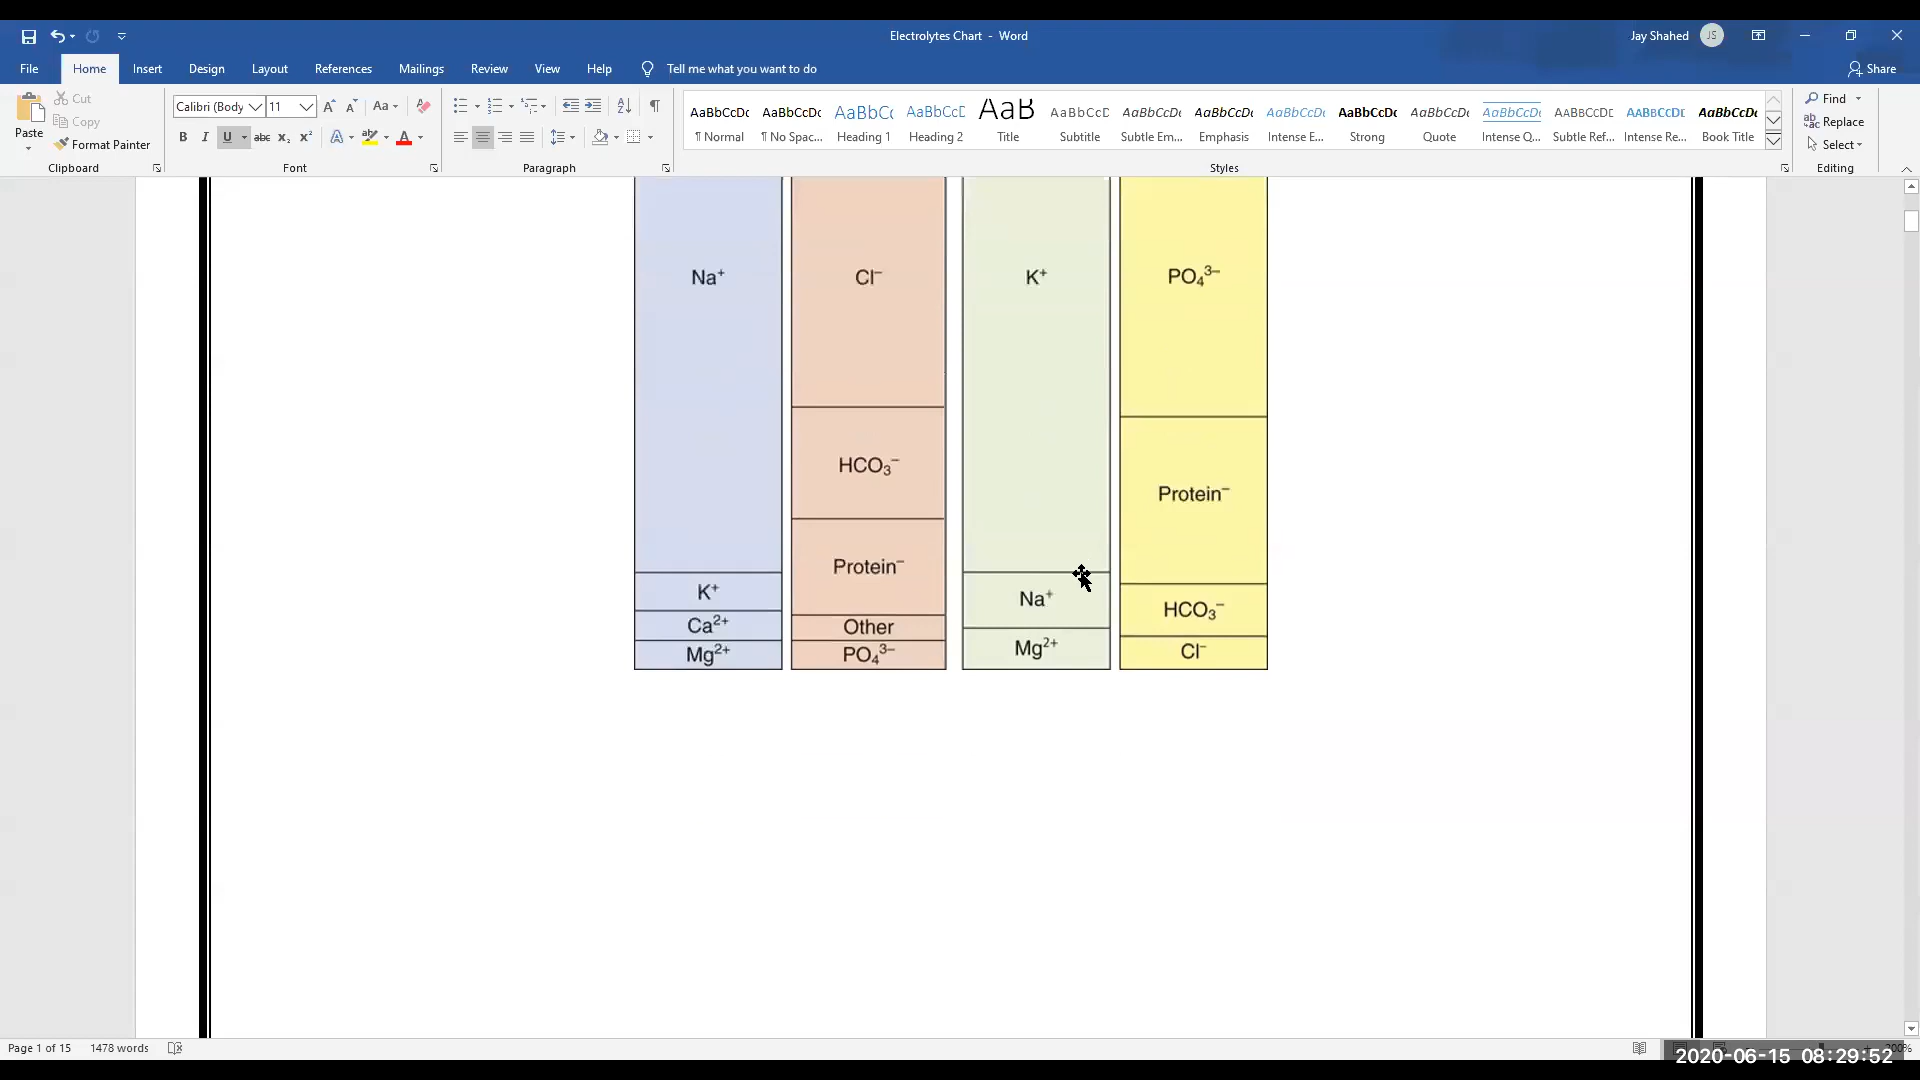 Electrolytes Chart - Word
Jay Shahed
JS
File Home Insert Design Layout References Mailings Review View Help Tell me what you want to do
Share
Cut
Copy
Paste
Format Painter
Clipboard
Calibri (Body 11
Font
Paragraph
AaBbCcDc AaBbCcDc AaBbCc AaBbCcD AaB AaBbCcD AaBbCcDc AaBbCcDc AaBbCcDc AaBbCcDc AaBbCcDc AaBbCcDc AaBbCcDc AaBbCcDc AaBbCcDc
¶ Normal ¶ No Spac... Heading 1 Heading 2 Title Subtitle Subtle Em... Emphasis Intense E... Strong Quote Intense Q... Subtle Ref... Intense Re... Book Title
Styles
Find
Replace
Select
Editing
Na⁺
K⁺
Ca²⁺
Mg²⁺
Cl⁻
HCO₃⁻
Protein⁻
Other
PO₄³⁻
K⁺
Na⁺
Mg²⁺
PO₄³⁻
Protein⁻
HCO₃⁻
Cl⁻
Page 1 of 15 1478 words
2020-06-15 08:29:52